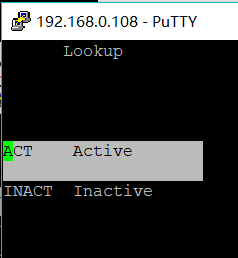 192.168.0.108 - PuTTY
Lookup
ACT Active
INACT Inactive